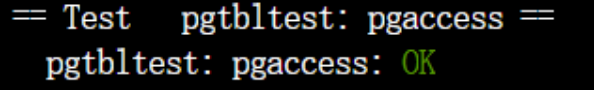 == Test   pgtbltest: pgaccess ==
  pgtbltest: pgaccess: OK